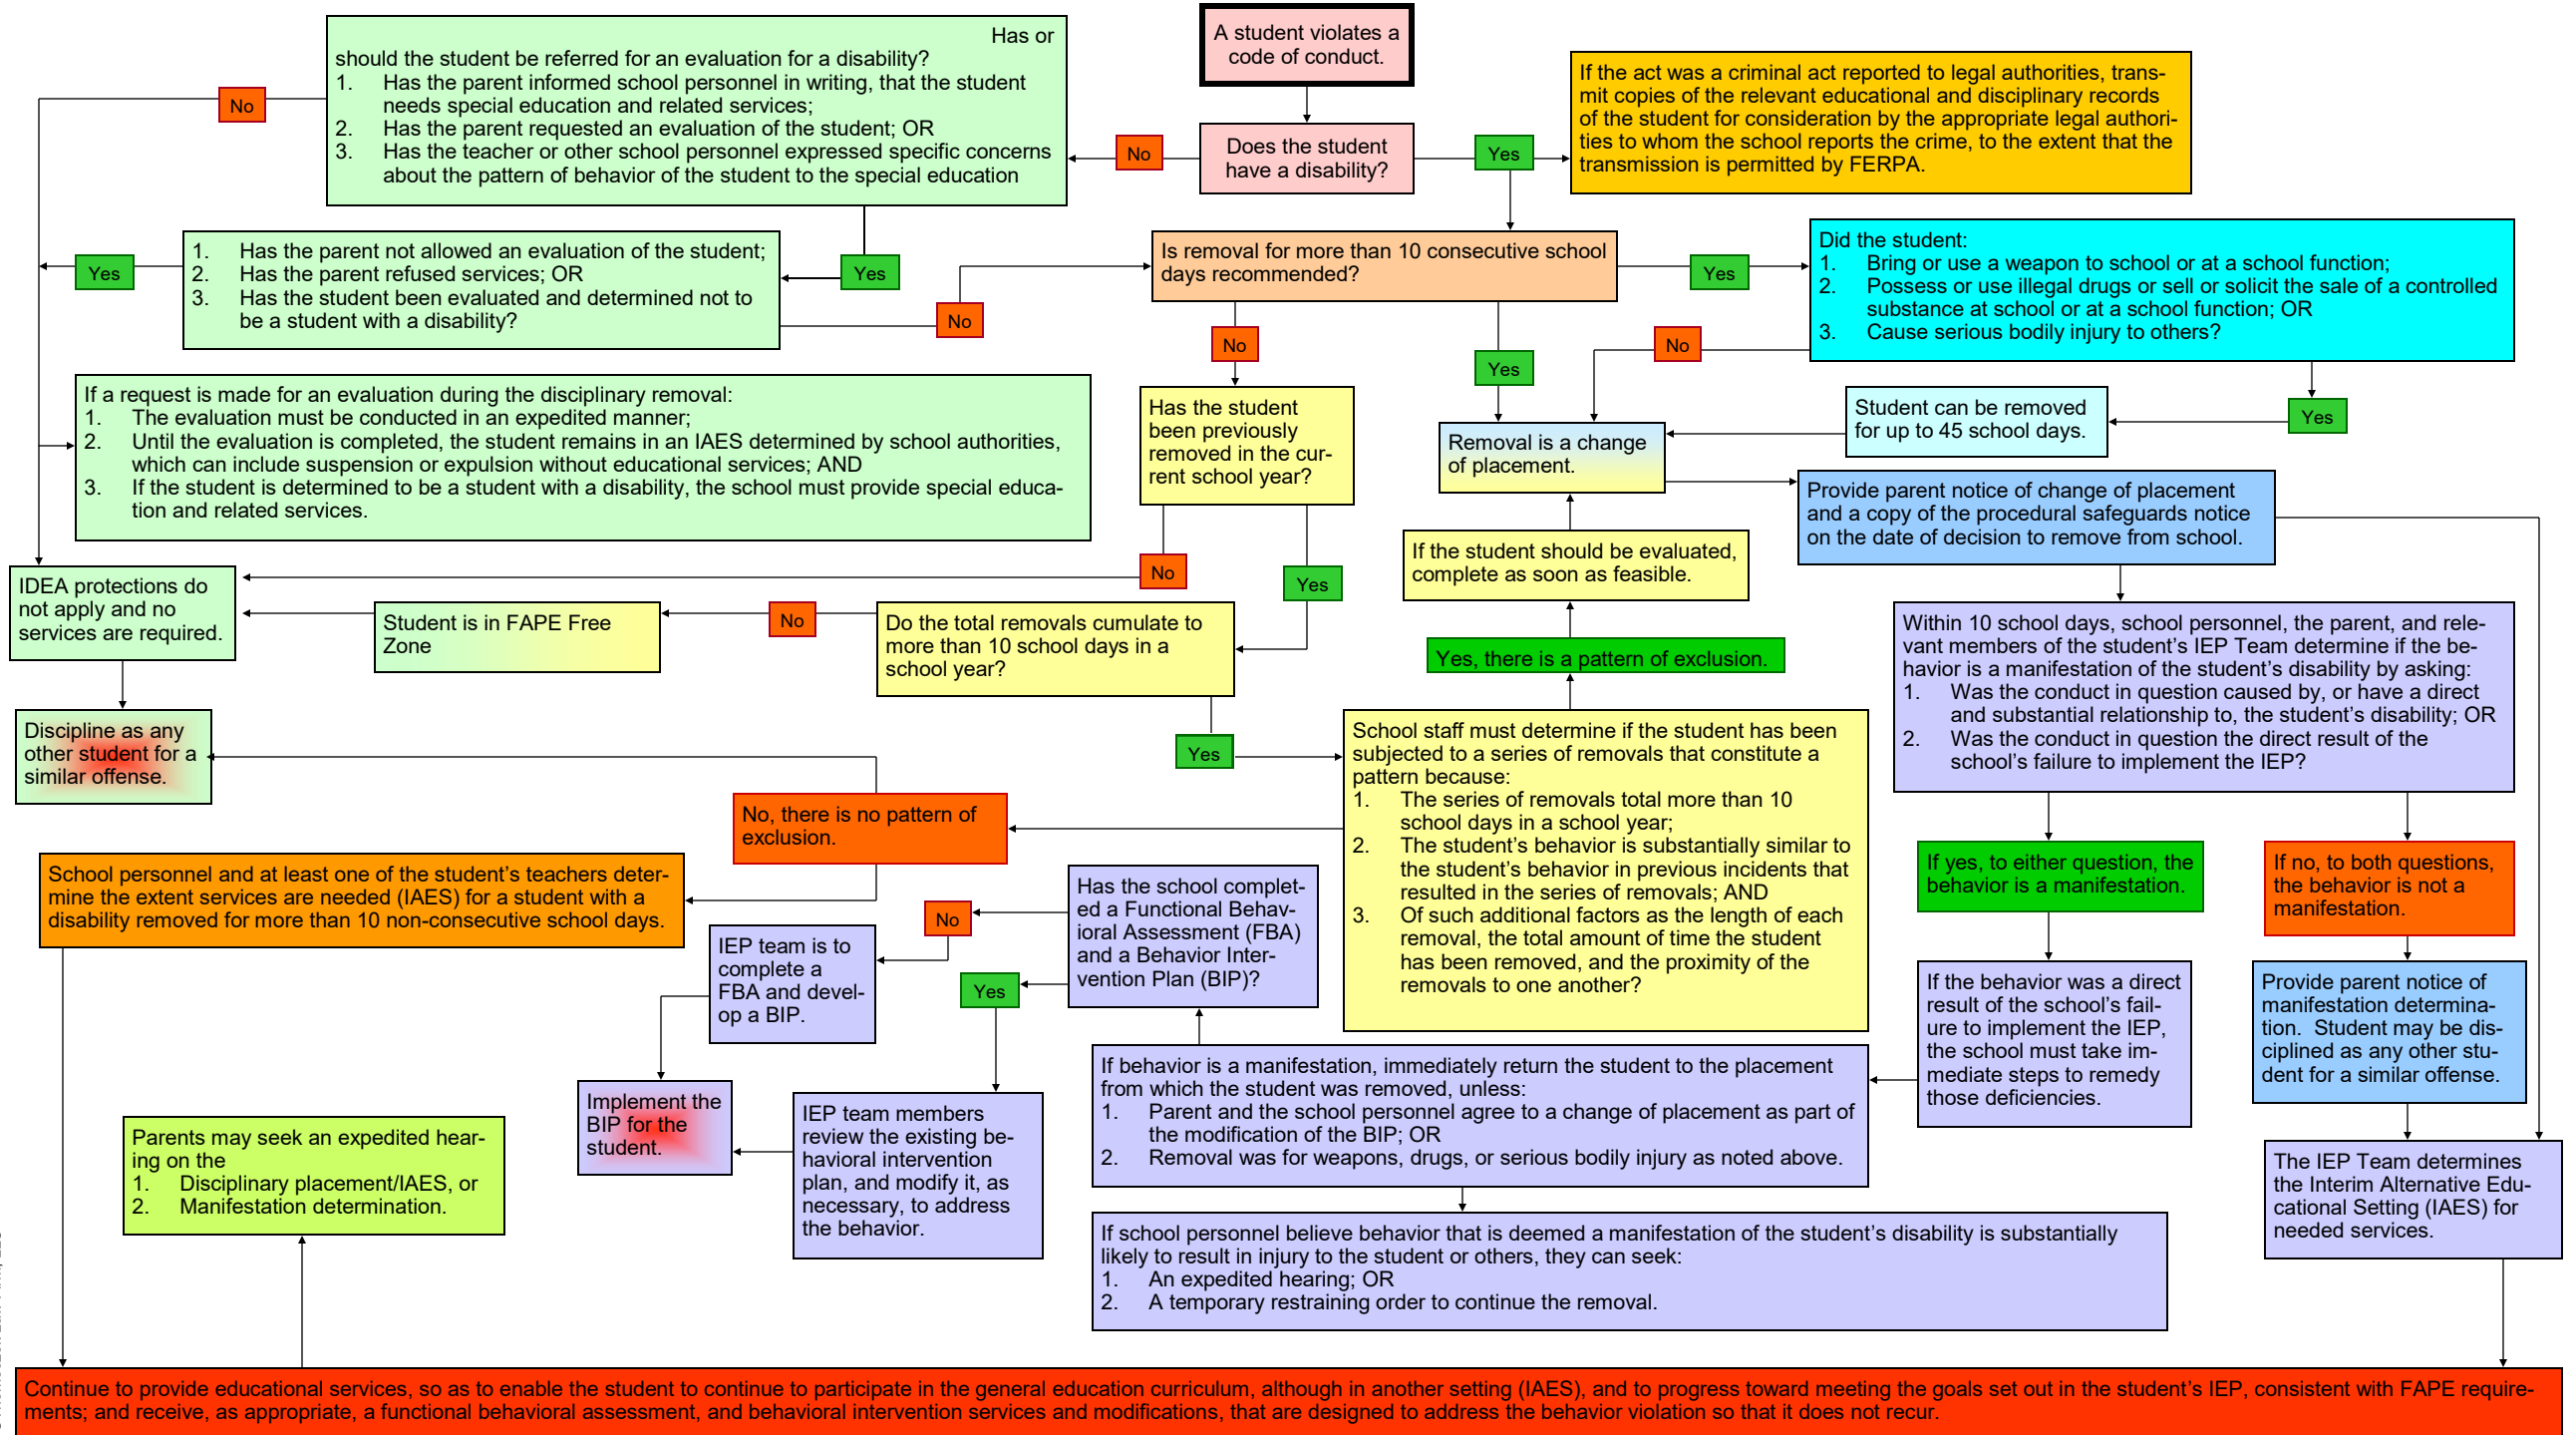 A student violates a
code of conduct.
Does the student
have a disability?
No
Yes
If the act was a criminal act reported to legal authorities, trans-
mit copies of the relevant educational and disciplinary records
of the student for consideration by the appropriate legal authori-
ties to whom the school reports the crime, to the extent that the
transmission is permitted by FERPA.
Has or
should the student be referred for an evaluation for a disability?
1. Has the parent informed school personnel in writing, that the student
needs special education and related services;
2. Has the parent requested an evaluation of the student; OR
3. Has the teacher or other school personnel expressed specific concerns
about the pattern of behavior of the student to the special education
No
Yes
1. Has the parent not allowed an evaluation of the student;
2. Has the parent refused services; OR
3. Has the student been evaluated and determined not to
be a student with a disability?
Yes
No
Is removal for more than 10 consecutive school
days recommended?
Yes
No
Yes
Did the student:
1. Bring or use a weapon to school or at a school function;
2. Possess or use illegal drugs or sell or solicit the sale of a controlled
substance at school or at a school function; OR
3. Cause serious bodily injury to others?
No
Yes
Student can be removed
for up to 45 school days.
If a request is made for an evaluation during the disciplinary removal:
1. The evaluation must be conducted in an expedited manner;
2. Until the evaluation is completed, the student remains in an IAES determined by school authorities,
which can include suspension or expulsion without educational services; AND
3. If the student is determined to be a student with a disability, the school must provide special educa-
tion and related services.
Has the student
been previously
removed in the cur-
rent school year?
No
Yes
Removal is a change
of placement.
Provide parent notice of change of placement
and a copy of the procedural safeguards notice
on the date of decision to remove from school.
If the student should be evaluated,
complete as soon as feasible.
Yes, there is a pattern of exclusion.
IDEA protections do
not apply and no
services are required.
Student is in FAPE Free
Zone
No
Do the total removals cumulate to
more than 10 school days in a
school year?
Yes
Within 10 school days, school personnel, the parent, and rele-
vant members of the student's IEP Team determine if the be-
havior is a manifestation of the student's disability by asking:
1. Was the conduct in question caused by, or have a direct
and substantial relationship to, the student's disability; OR
2. Was the conduct in question the direct result of the
school's failure to implement the IEP?
Discipline as any
other student for a
similar offense.
School staff must determine if the student has been
subjected to a series of removals that constitute a
pattern because:
1. The series of removals total more than 10
school days in a school year;
2. The student's behavior is substantially similar to
the student's behavior in previous incidents that
resulted in the series of removals; AND
3. Of such additional factors as the length of each
removal, the total amount of time the student
has been removed, and the proximity of the
removals to one another?
No, there is no pattern of
exclusion.
School personnel and at least one of the student's teachers deter-
mine the extent services are needed (IAES) for a student with a
disability removed for more than 10 non-consecutive school days.
If yes, to either question, the
behavior is a manifestation.
If no, to both questions,
the behavior is not a
manifestation.
Has the school complet-
ed a Functional Behav-
ioral Assessment (FBA)
and a Behavior Inter-
vention Plan (BIP)?
No
Yes
IEP team is to
complete a
FBA and devel-
op a BIP.
If the behavior was a direct
result of the school's fail-
ure to implement the IEP,
the school must take im-
mediate steps to remedy
those deficiencies.
Provide parent notice of
manifestation determina-
tion. Student may be dis-
ciplined as any other stu-
dent for a similar offense.
If behavior is a manifestation, immediately return the student to the placement
from which the student was removed, unless:
1. Parent and the school personnel agree to a change of placement as part of
the modification of the BIP; OR
2. Removal was for weapons, drugs, or serious bodily injury as noted above.
Implement the
BIP for the
student.
IEP team members
review the existing be-
havioral intervention
plan, and modify it, as
necessary, to address
the behavior.
Parents may seek an expedited hear-
ing on the
1. Disciplinary placement/IAES, or
2. Manifestation determination.
The IEP Team determines
the Interim Alternative Edu-
cational Setting (IAES) for
needed services.
If school personnel believe behavior that is deemed a manifestation of the student's disability is substantially
likely to result in injury to the student or others, they can seek:
1. An expedited hearing; OR
2. A temporary restraining order to continue the removal.
Continue to provide educational services, so as to enable the student to continue to participate in the general education curriculum, although in another setting (IAES), and to progress toward meeting the goals set out in the student's IEP, consistent with FAPE require-
ments; and receive, as appropriate, a functional behavioral assessment, and behavioral intervention services and modifications, that are designed to address the behavior violation so that it does not recur.